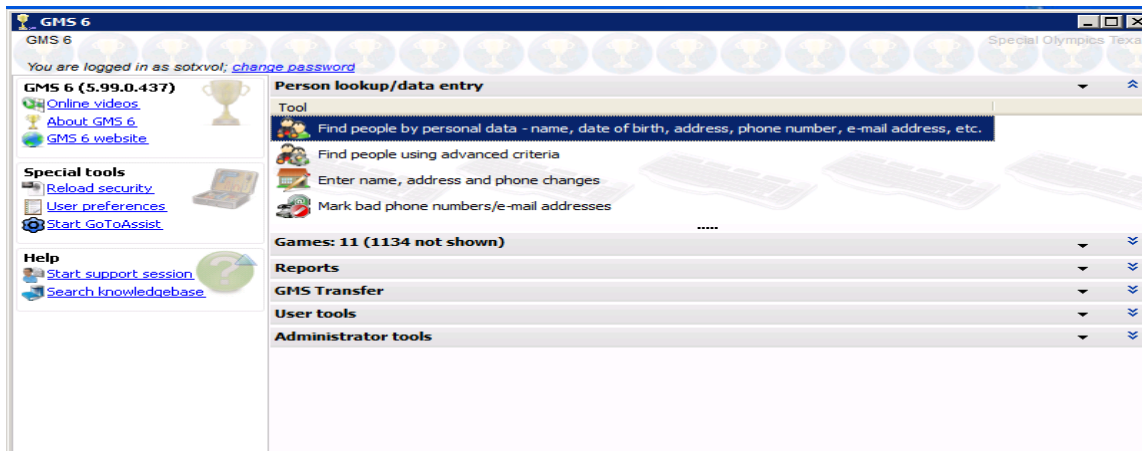 GMS 6
GMS 6
Special Olympics Texa
You are logged in as sotxvol; change password
GMS 6 (5.99.0.437)
Online videos
About GMS 6
GMS 6 website
Special tools
Reload security
User preferences
Start GoToAssist
Help
Start support session
Search knowledgebase
Person lookup/data entry
Tool
Find people by personal data - name, date of birth, address, phone number, e-mail address, etc.
Find people using advanced criteria
Enter name, address and phone changes
Mark bad phone numbers/e-mail addresses
Games: 11 (1134 not shown)
Reports
GMS Transfer
User tools
Administrator tools